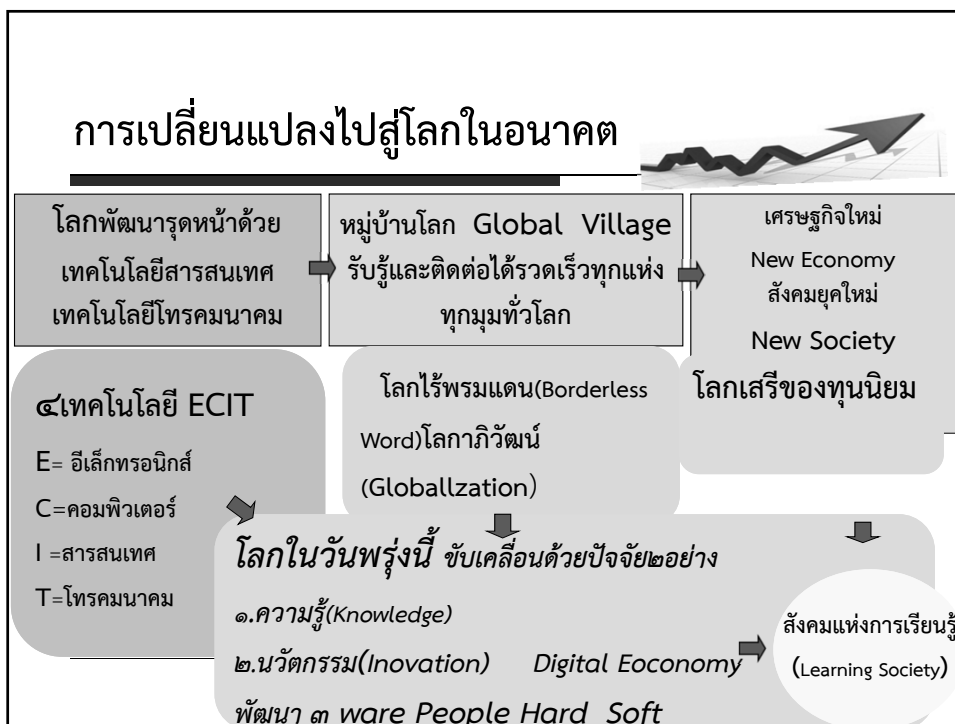 การเปลี่ยนแปลงไปสู่โลกในอนาคต
โลกพัฒนารุดหน้าด้วย
เทคโนโลยีสารสนเทศ
เทคโนโลยีโทรคมนาคม
หมู่บ้านโลก Global Village
รับรู้และติดต่อได้รวดเร็วทุกแห่ง
ทุกมุมทั่วโลก
เศรษฐกิจใหม่
New Economy
สังคมยุคใหม่
New Society
โลกเสรีของทุนนิยม
๔เทคโนโลยี ECIT
E= อีเล็กทรอนิกส์
C=คอมพิวเตอร์
I =สารสนเทศ
T=โทรคมนาคม
โลกไร้พรมแดน(Borderless
Word)โลกาภิวัฒน์
(Globallzation)
โลกในวันพรุ่งนี้ ขับเคลื่อนด้วยปัจจัย๒อย่าง
๑.ความรู้(Knowledge)
๒.นวัตกรรม(Inovation) Digital Eoconomy
พัฒนา ๓ ware People Hard Soft
สังคมแห่งการเรียนรู้
(Learning Society)